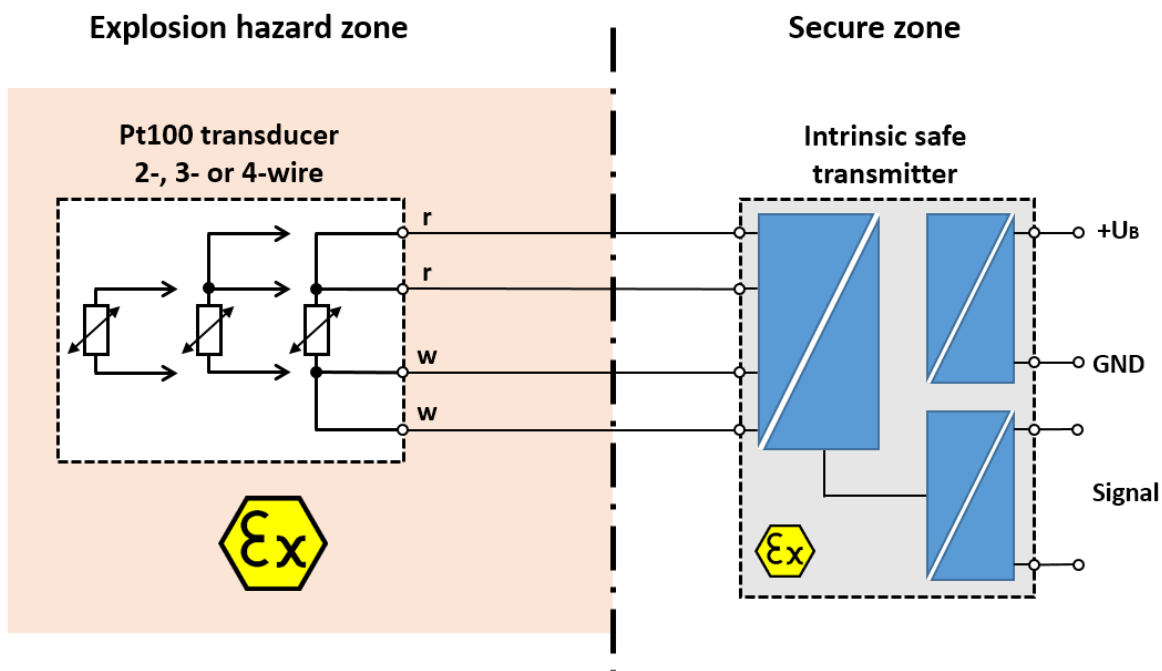 Explosion hazard zone
Secure zone
Pt100 transducer
2-, 3- or 4-wire
Intrinsic safe
transmitter
r
r
w
w
+UB
GND
Signal
Ex
Ex